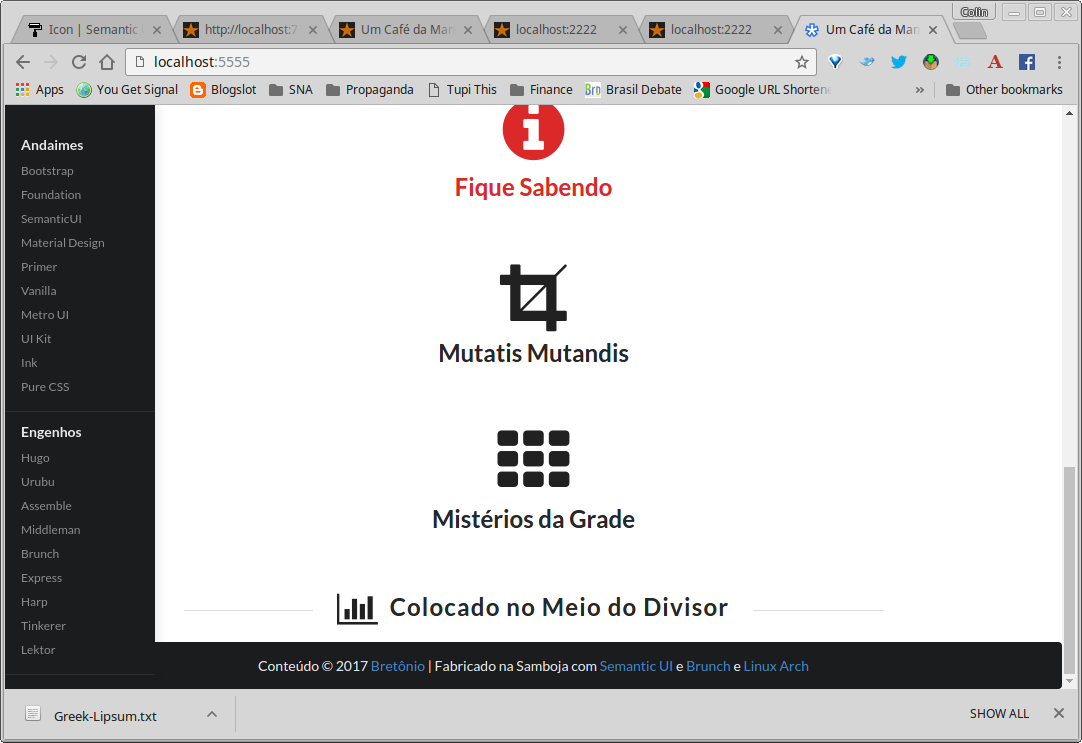 Colin
Icon | Semantic
http://localhost:7
Um Café da Man
localhost:2222
localhost:2222
Um Café da Man
localhost:5555
Apps
You Get Signal
Blogslot
SNA
Propaganda
Tupi This
Finance
Bro
Brasil Debate
Google URL Shortene
»
Other bookmarks
Andaimes
Bootstrap
Foundation
SemanticUI
Material Design
Primer
Vanilla
Metro UI
UI Kit
Ink
Pure CSS
Engenhos
Hugo
Urubu
Assemble
Middleman
Brunch
Express
Harp
Tinkerer
Lektor
Fique Sabendo
Mutatis Mutandis
Mistérios da Grade
Colocado no Meio do Divisor
Conteúdo © 2017 Bretônio | Fabricado na Samboja com Semantic UI e Brunch e Linux Arch
Greek-Lipsum.txt
SHOW ALL